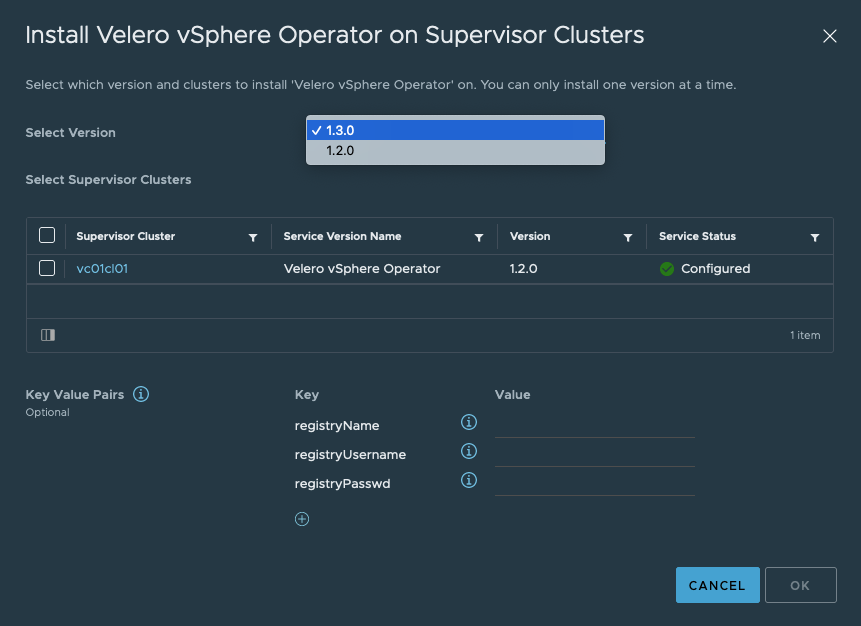 Install Velero vSphere Operator on Supervisor Clusters
Select which version and clusters to install 'Velero vSphere Operator' on. You can only install one version at a time.
Select Version
✓ 1.3.0
1.2.0
Select Supervisor Clusters
Supervisor Cluster Service Version Name Version Service Status
vc01cl01 Velero vSphere Operator 1.2.0 Configured
1 item
Key Value Pairs Key Value
Optional
registryName
registryUsername
registryPasswd
CANCEL OK